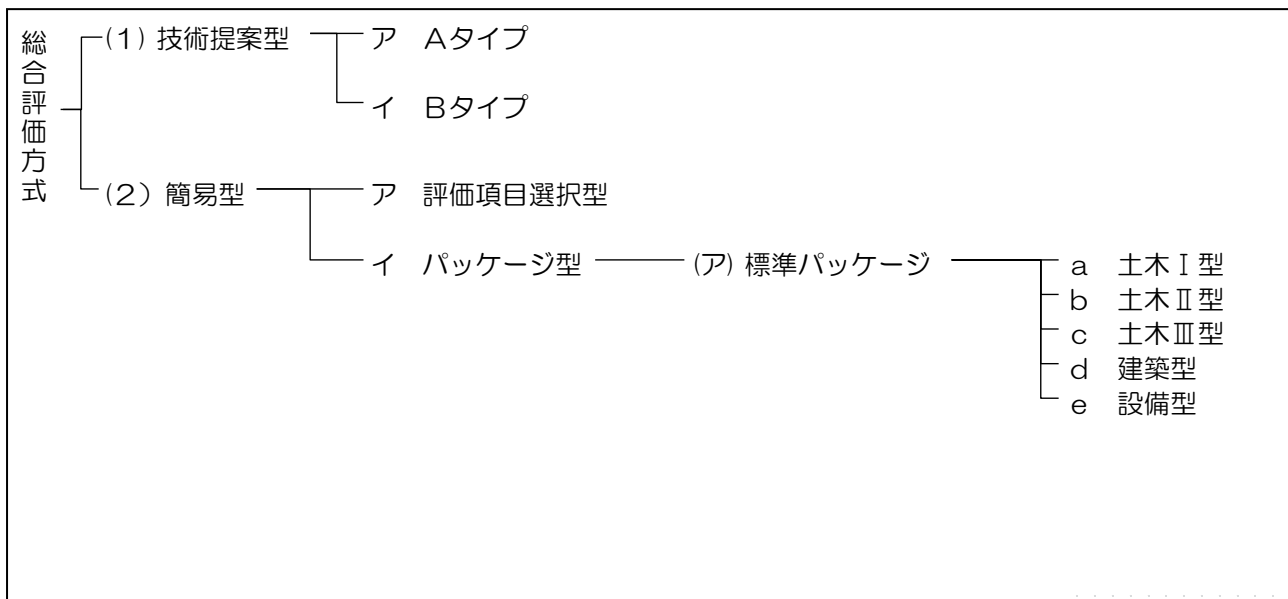 総合評価方式
(1) 技術提案型 ア Aタイプ
イ Bタイプ
(2) 簡易型 ア 評価項目選択型
イ パッケージ型 (ア) 標準パッケージ a 土木Ⅰ型
b 土木Ⅱ型
c 土木Ⅲ型
d 建築型
e 設備型